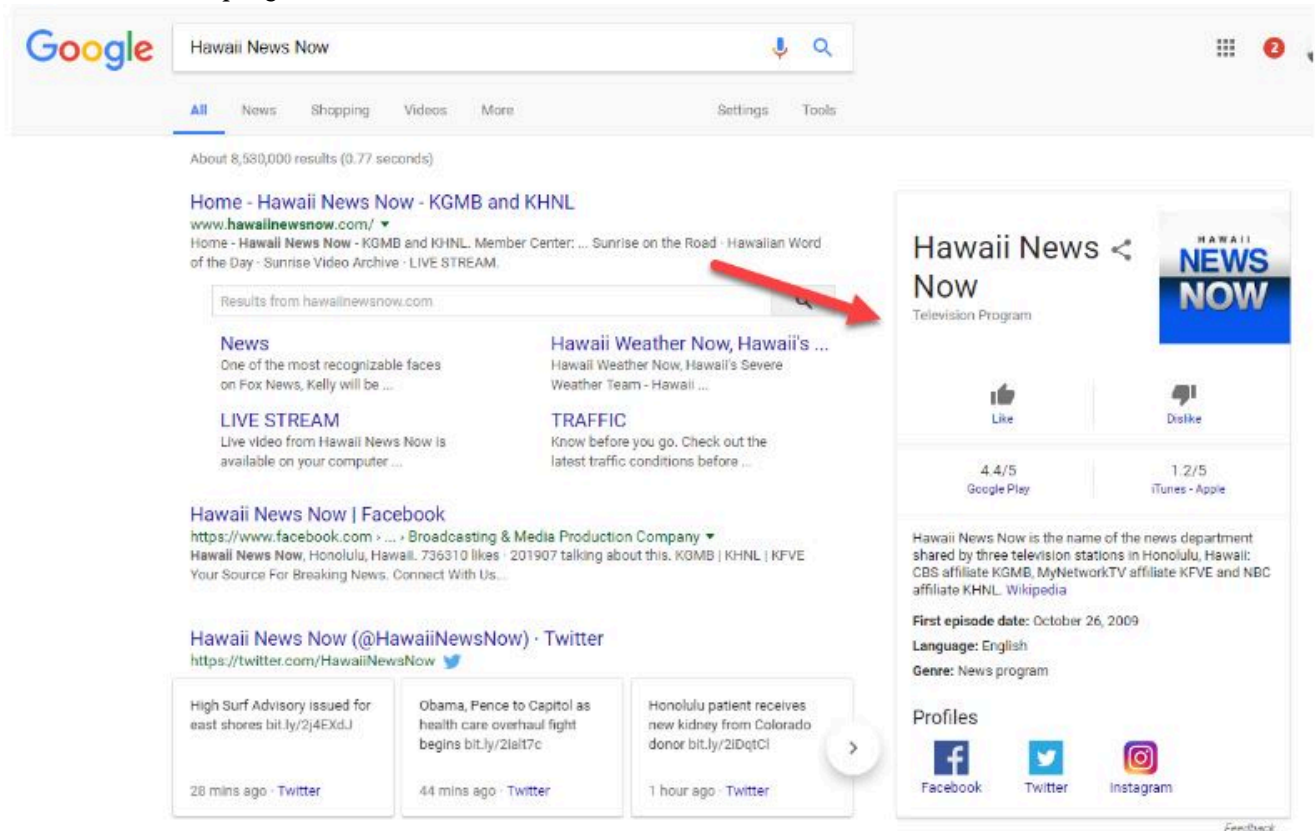 Google
Hawaii News Now
2
All News Shopping Videos More Settings Tools
About 8,530,000 results (0.77 seconds)
Home - Hawaii News Now - KGMB and KHNL
www.hawaiinewsnow.com/
Home - Hawaii News Now - KGMB and KHNL. Member Center: ... Sunrise on the Road · Hawaiian Word
of the Day · Sunrise Video Archive · LIVE STREAM.
Results from hawaiinewsnow.com
News
One of the most recognizable faces
on Fox News, Kelly will be ...
Hawaii Weather Now, Hawaii's ...
Hawaii Weather Now, Hawaii's Severe
Weather Team - Hawaii ...
LIVE STREAM
Live video from Hawaii News Now is
available on your computer ...
TRAFFIC
Know before you go. Check out the
latest traffic conditions before ...
Hawaii News Now | Facebook
https://www.facebook.com › ... › Broadcasting & Media Production Company
Hawaii News Now, Honolulu, Hawaii. 736310 likes · 201907 talking about this. KGMB | KHNL | KFVE
Your Source For Breaking News. Connect With Us...
Hawaii News Now (@HawaiiNewsNow) · Twitter
https://twitter.com/HawaiiNewsNow
High Surf Advisory issued for
east shores bit.ly/2j4EXdJ
28 mins ago · Twitter
Obama, Pence to Capitol as
health care overhaul fight
begins bit.ly/2ialt7c
44 mins ago · Twitter
Honolulu patient receives
new kidney from Colorado
donor bit.ly/2iDqtCl
1 hour ago · Twitter
Hawaii News
Now
Television Program
HAWAII
NEWS
NOW
Like
Dislike
4.4/5
Google Play
1.2/5
iTunes - Apple
Hawaii News Now is the name of the news department
shared by three television stations in Honolulu, Hawaii:
CBS affiliate KGMB, MyNetworkTV affiliate KFVE and NBC
affiliate KHNL. Wikipedia
First episode date: October 26, 2009
Language: English
Genre: News program
Profiles
Facebook Twitter Instagram
Feedback